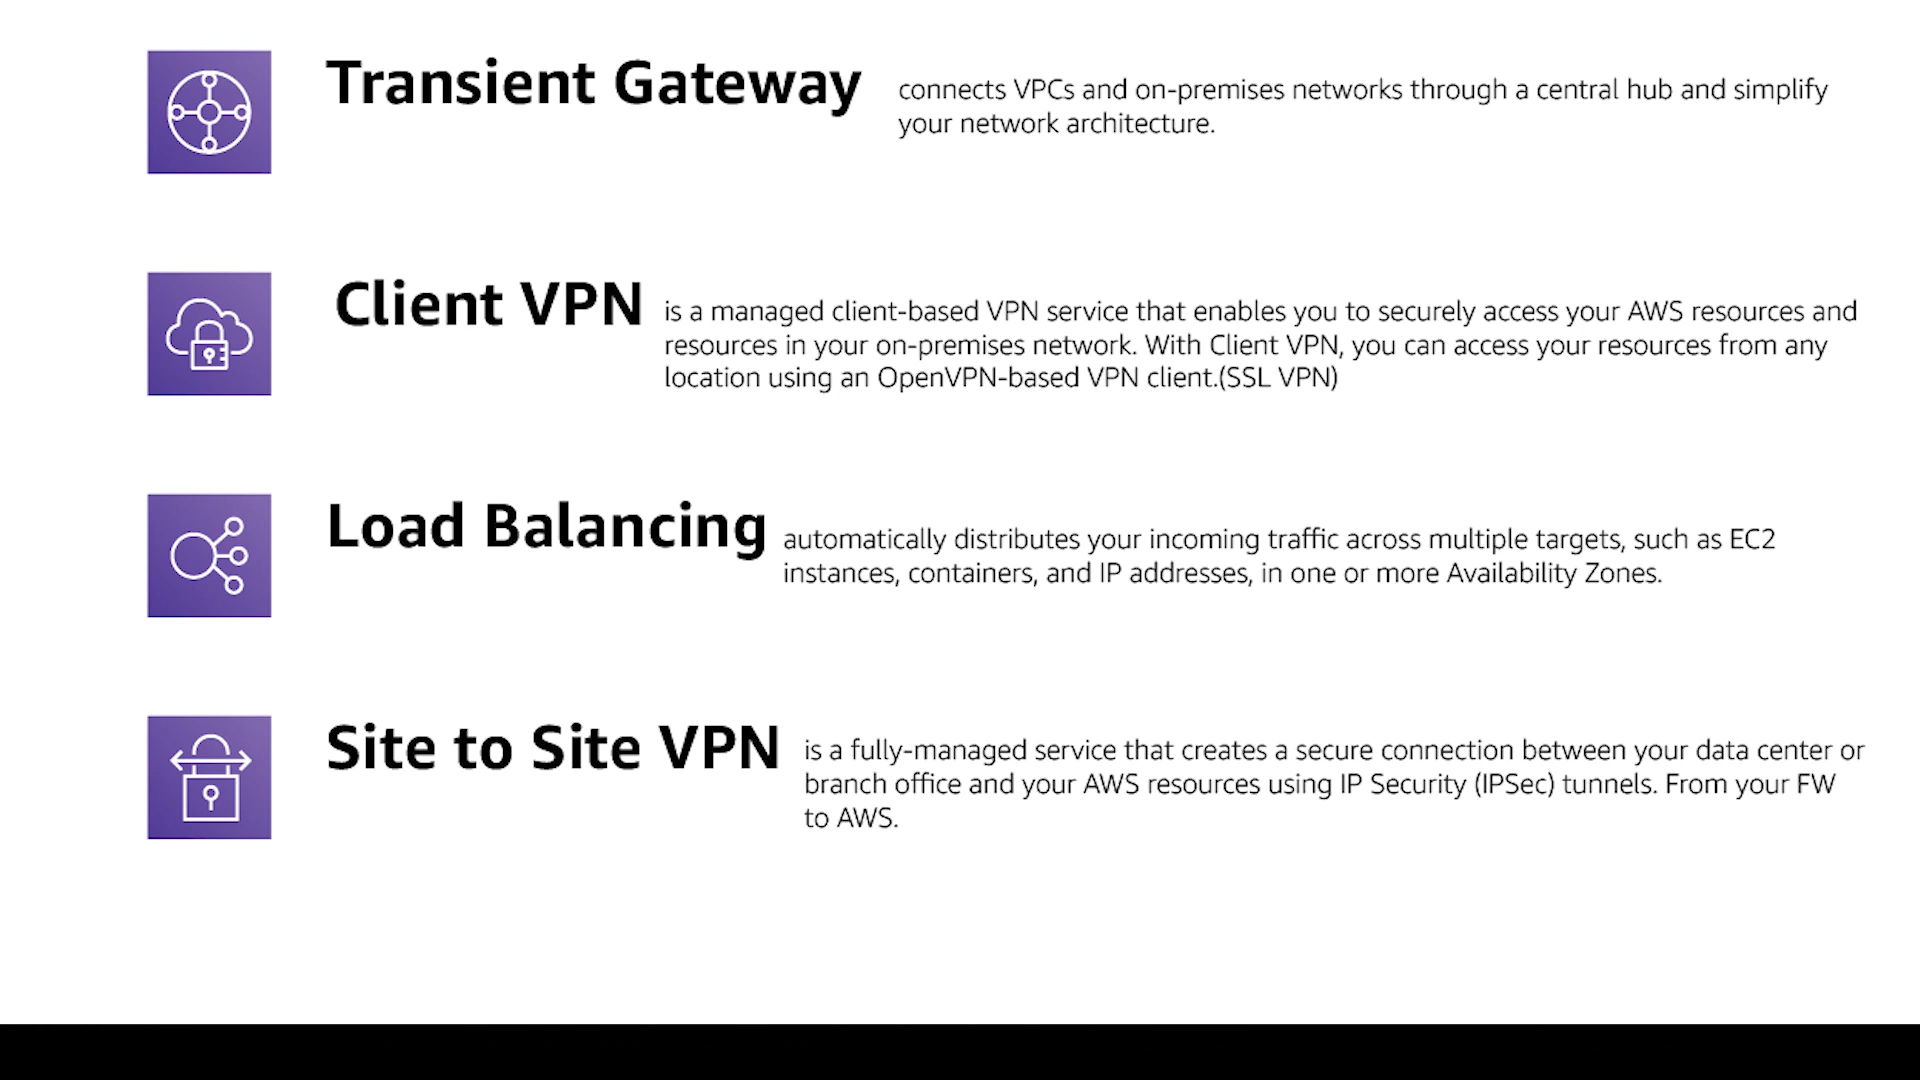 Transient Gateway
connects VPCs and on-premises networks through a central hub and simplify
your network architecture.
Client VPN
is a managed client-based VPN service that enables you to securely access your AWS resources and
resources in your on-premises network. With Client VPN, you can access your resources from any
location using an OpenVPN-based VPN client.(SSL VPN)
Load Balancing
automatically distributes your incoming traffic across multiple targets, such as EC2
instances, containers, and IP addresses, in one or more Availability Zones.
Site to Site VPN
is a fully-managed service that creates a secure connection between your data center or
branch office and your AWS resources using IP Security (IPSec) tunnels. From your FW
to AWS.